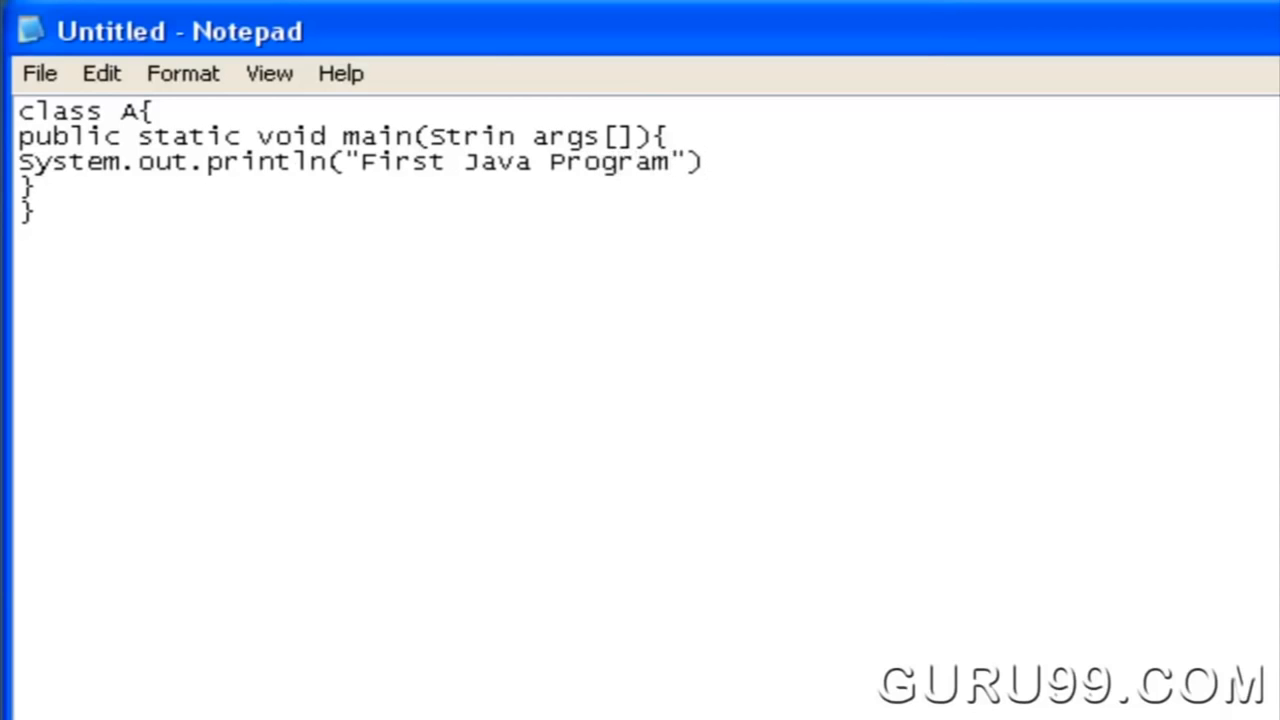 Untitled - Notepad
File Edit Format View Help
class A{
public static void main(Strin args[]){
System.out.println("First Java Program")
}
}
GURU99.COM